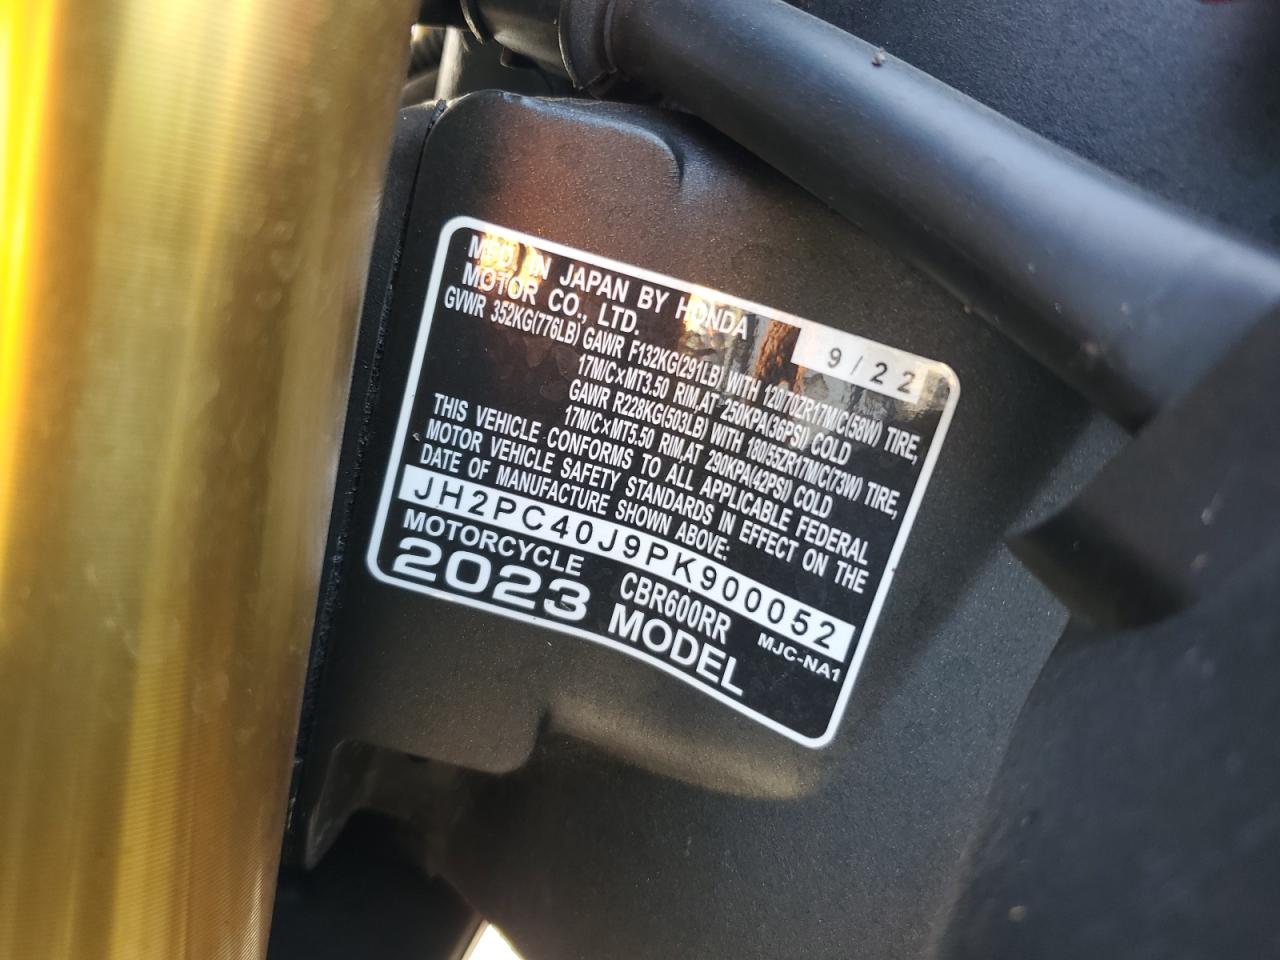 MFD. IN JAPAN BY HONDA
MOTOR CO., LTD.
9/22
GVWR 352KG(776LB) GAWR F132KG(291LB) WITH 120/70ZR17M/C(58W) TIRE,
17M/C×MT3.50 RIM,AT 250KPA(36PSI) COLD
GAWR R228KG(503LB) WITH 180/55ZR17M/C(73W) TIRE,
17M/C×MT5.50 RIM,AT 290KPA(42PSI) COLD
THIS VEHICLE CONFORMS TO ALL APPLICABLE FEDERAL
MOTOR VEHICLE SAFETY STANDARDS IN EFFECT ON THE
DATE OF MANUFACTURE SHOWN ABOVE:
JH2PC40J9PK900052
MOTORCYCLE CBR600RR MJC-NA1
2023 MODEL